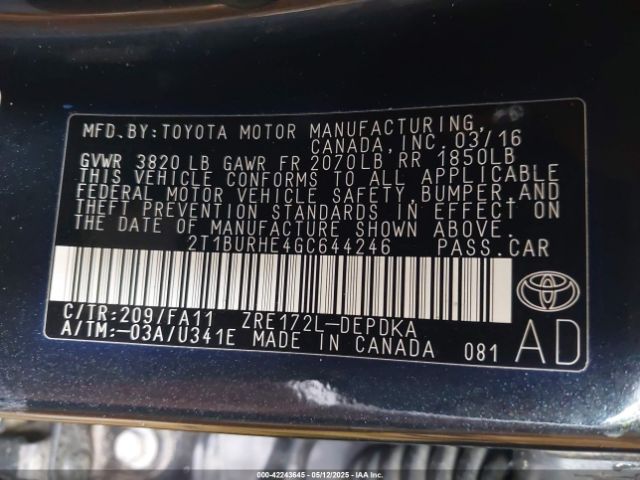 MFD.BY:TOYOTA MOTOR MANUFACTURING,
CANADA,INC. 03/16
GVWR 3820 LB GAWR FR 2070LB RR 1850LB
THIS VEHICLE CONFORMS TO ALL APPLICABLE
FEDERAL MOTOR VEHICLE SAFETY,BUMPER,AND
THEFT PREVENTION STANDARDS IN EFFECT ON
THE DATE OF MANUFACTURE SHOWN ABOVE.
2T1BURHE4GC644246 PASS.CAR
C/TR:209/FA11 ZRE172L-DEPDKA
A/TM:-03A/U341E MADE IN CANADA 081
AD
000-42243645 - 05/12/2025 - IAA, Inc.